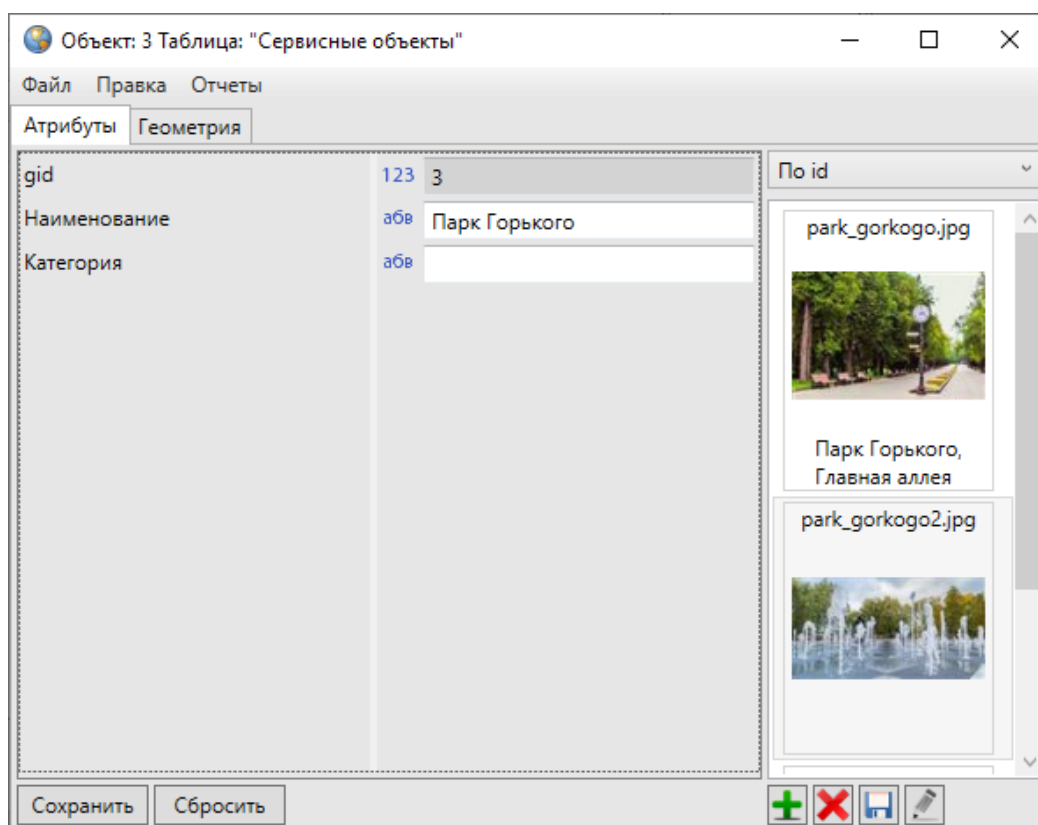 Объект: 3 Таблица: "Сервисные объекты"
Файл Правка Отчеты
Атрибуты Геометрия
gid 123 3
Наименование абв Парк Горького
Категория абв
По id
park_gorkogo.jpg
Парк Горького,
Главная аллея
park_gorkogo2.jpg
Сохранить Сбросить